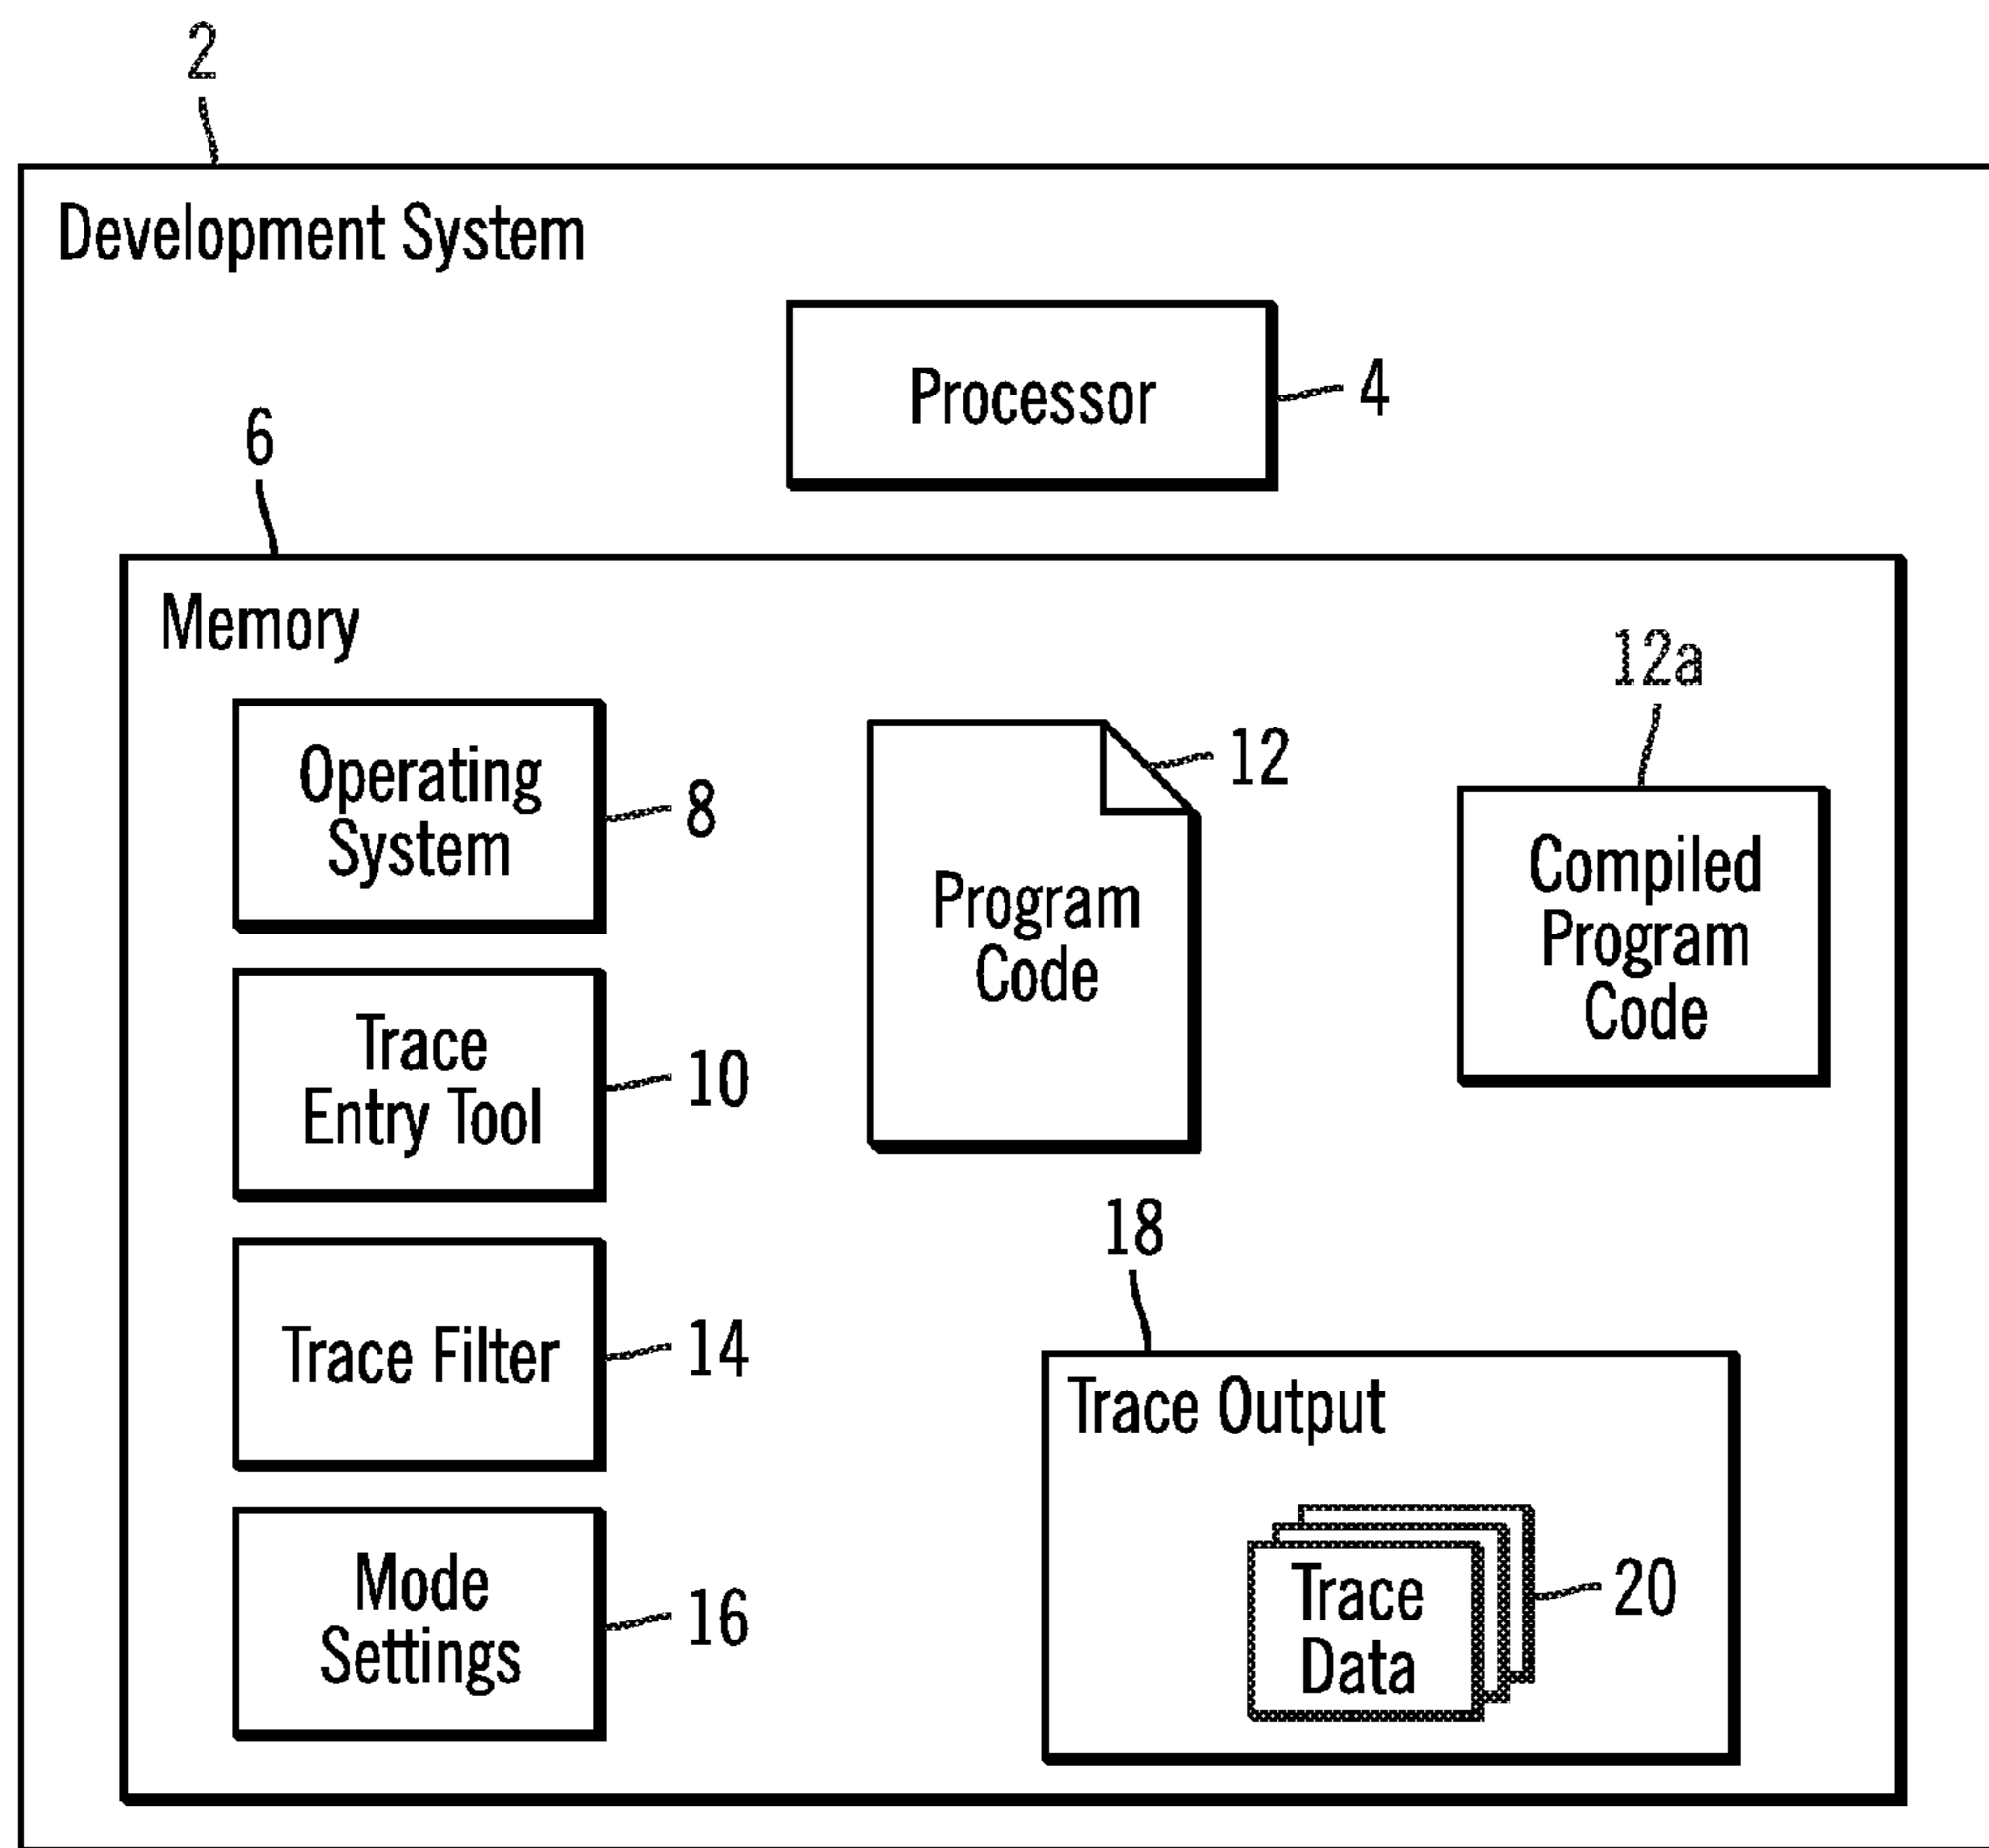 2
Development System
Processor
4
6
Memory
12a
Operating
System
8
12
Program
Code
Compiled
Program
Code
Trace
Entry Tool
10
18
Trace Filter
14
Trace Output
Mode
Settings
16
Trace
Data
20